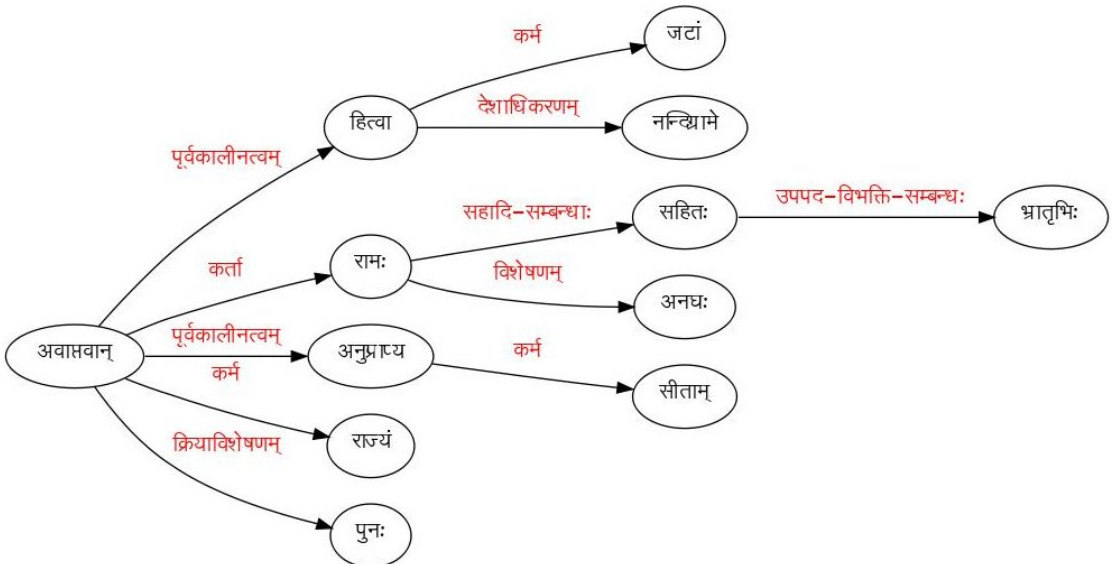 कर्म
जटां
देशाधिकरणम्
हित्वा
नन्दिग्रामे
पूर्वकालीनत्वम्
उपपद-विभक्ति-सम्बन्धः
सहादि-सम्बन्धाः
सहितः
भ्रातृभिः
कर्ता
रामः
विशेषणम्
अनघः
पूर्वकालीनत्वम्
अवाप्तवान्
अनुप्राप्य
कर्म
कर्म
सीताम्
क्रियाविशेषणम्
राज्यं
पुनः